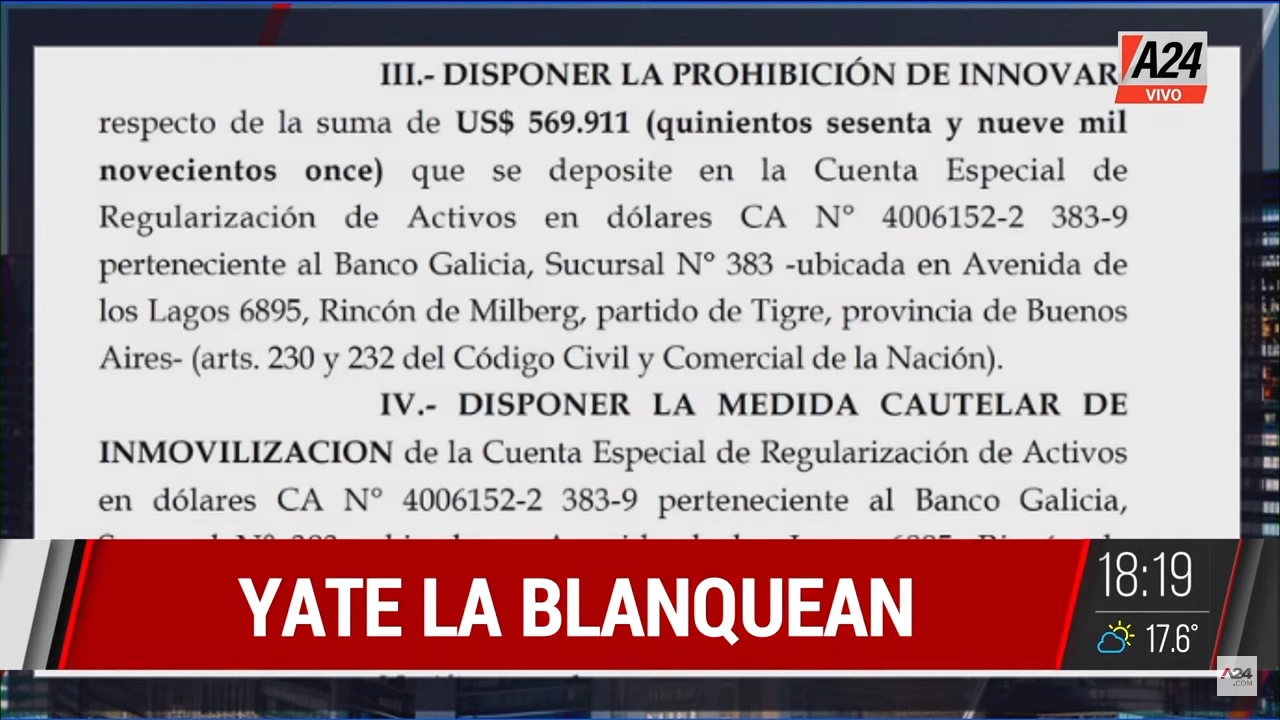 III.- DISPONER LA PROHIBICIÓN DE INNOVAR
respecto de la suma de US$ 569.911 (quinientos sesenta y nueve mil
novecientos once) que se deposite en la Cuenta Especial de
Regularización de Activos en dólares CA N° 4006152-2 383-9
perteneciente al Banco Galicia, Sucursal N° 383 -ubicada en Avenida de
los Lagos 6895, Rincón de Milberg, partido de Tigre, provincia de Buenos
Aires- (arts. 230 y 232 del Código Civil y Comercial de la Nación).
IV.- DISPONER LA MEDIDA CAUTELAR DE
INMOVILIZACION de la Cuenta Especial de Regularización de Activos
en dólares CA N° 4006152-2 383-9 perteneciente al Banco Galicia,
A24
VIVO
YATE LA BLANQUEAN
18:19
17.6°
A24
.COM